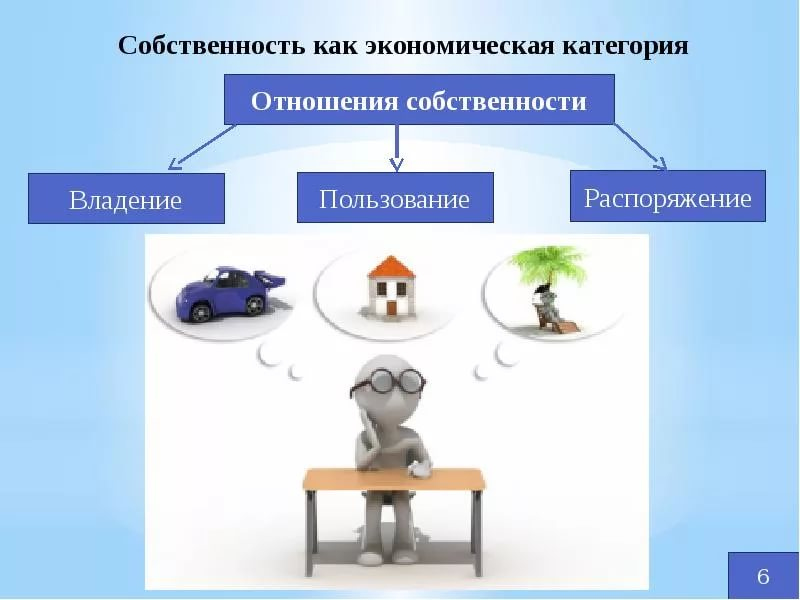 Собственность как экономическая категория
Отношения собственности
Владение
Пользование
Распоряжение
6